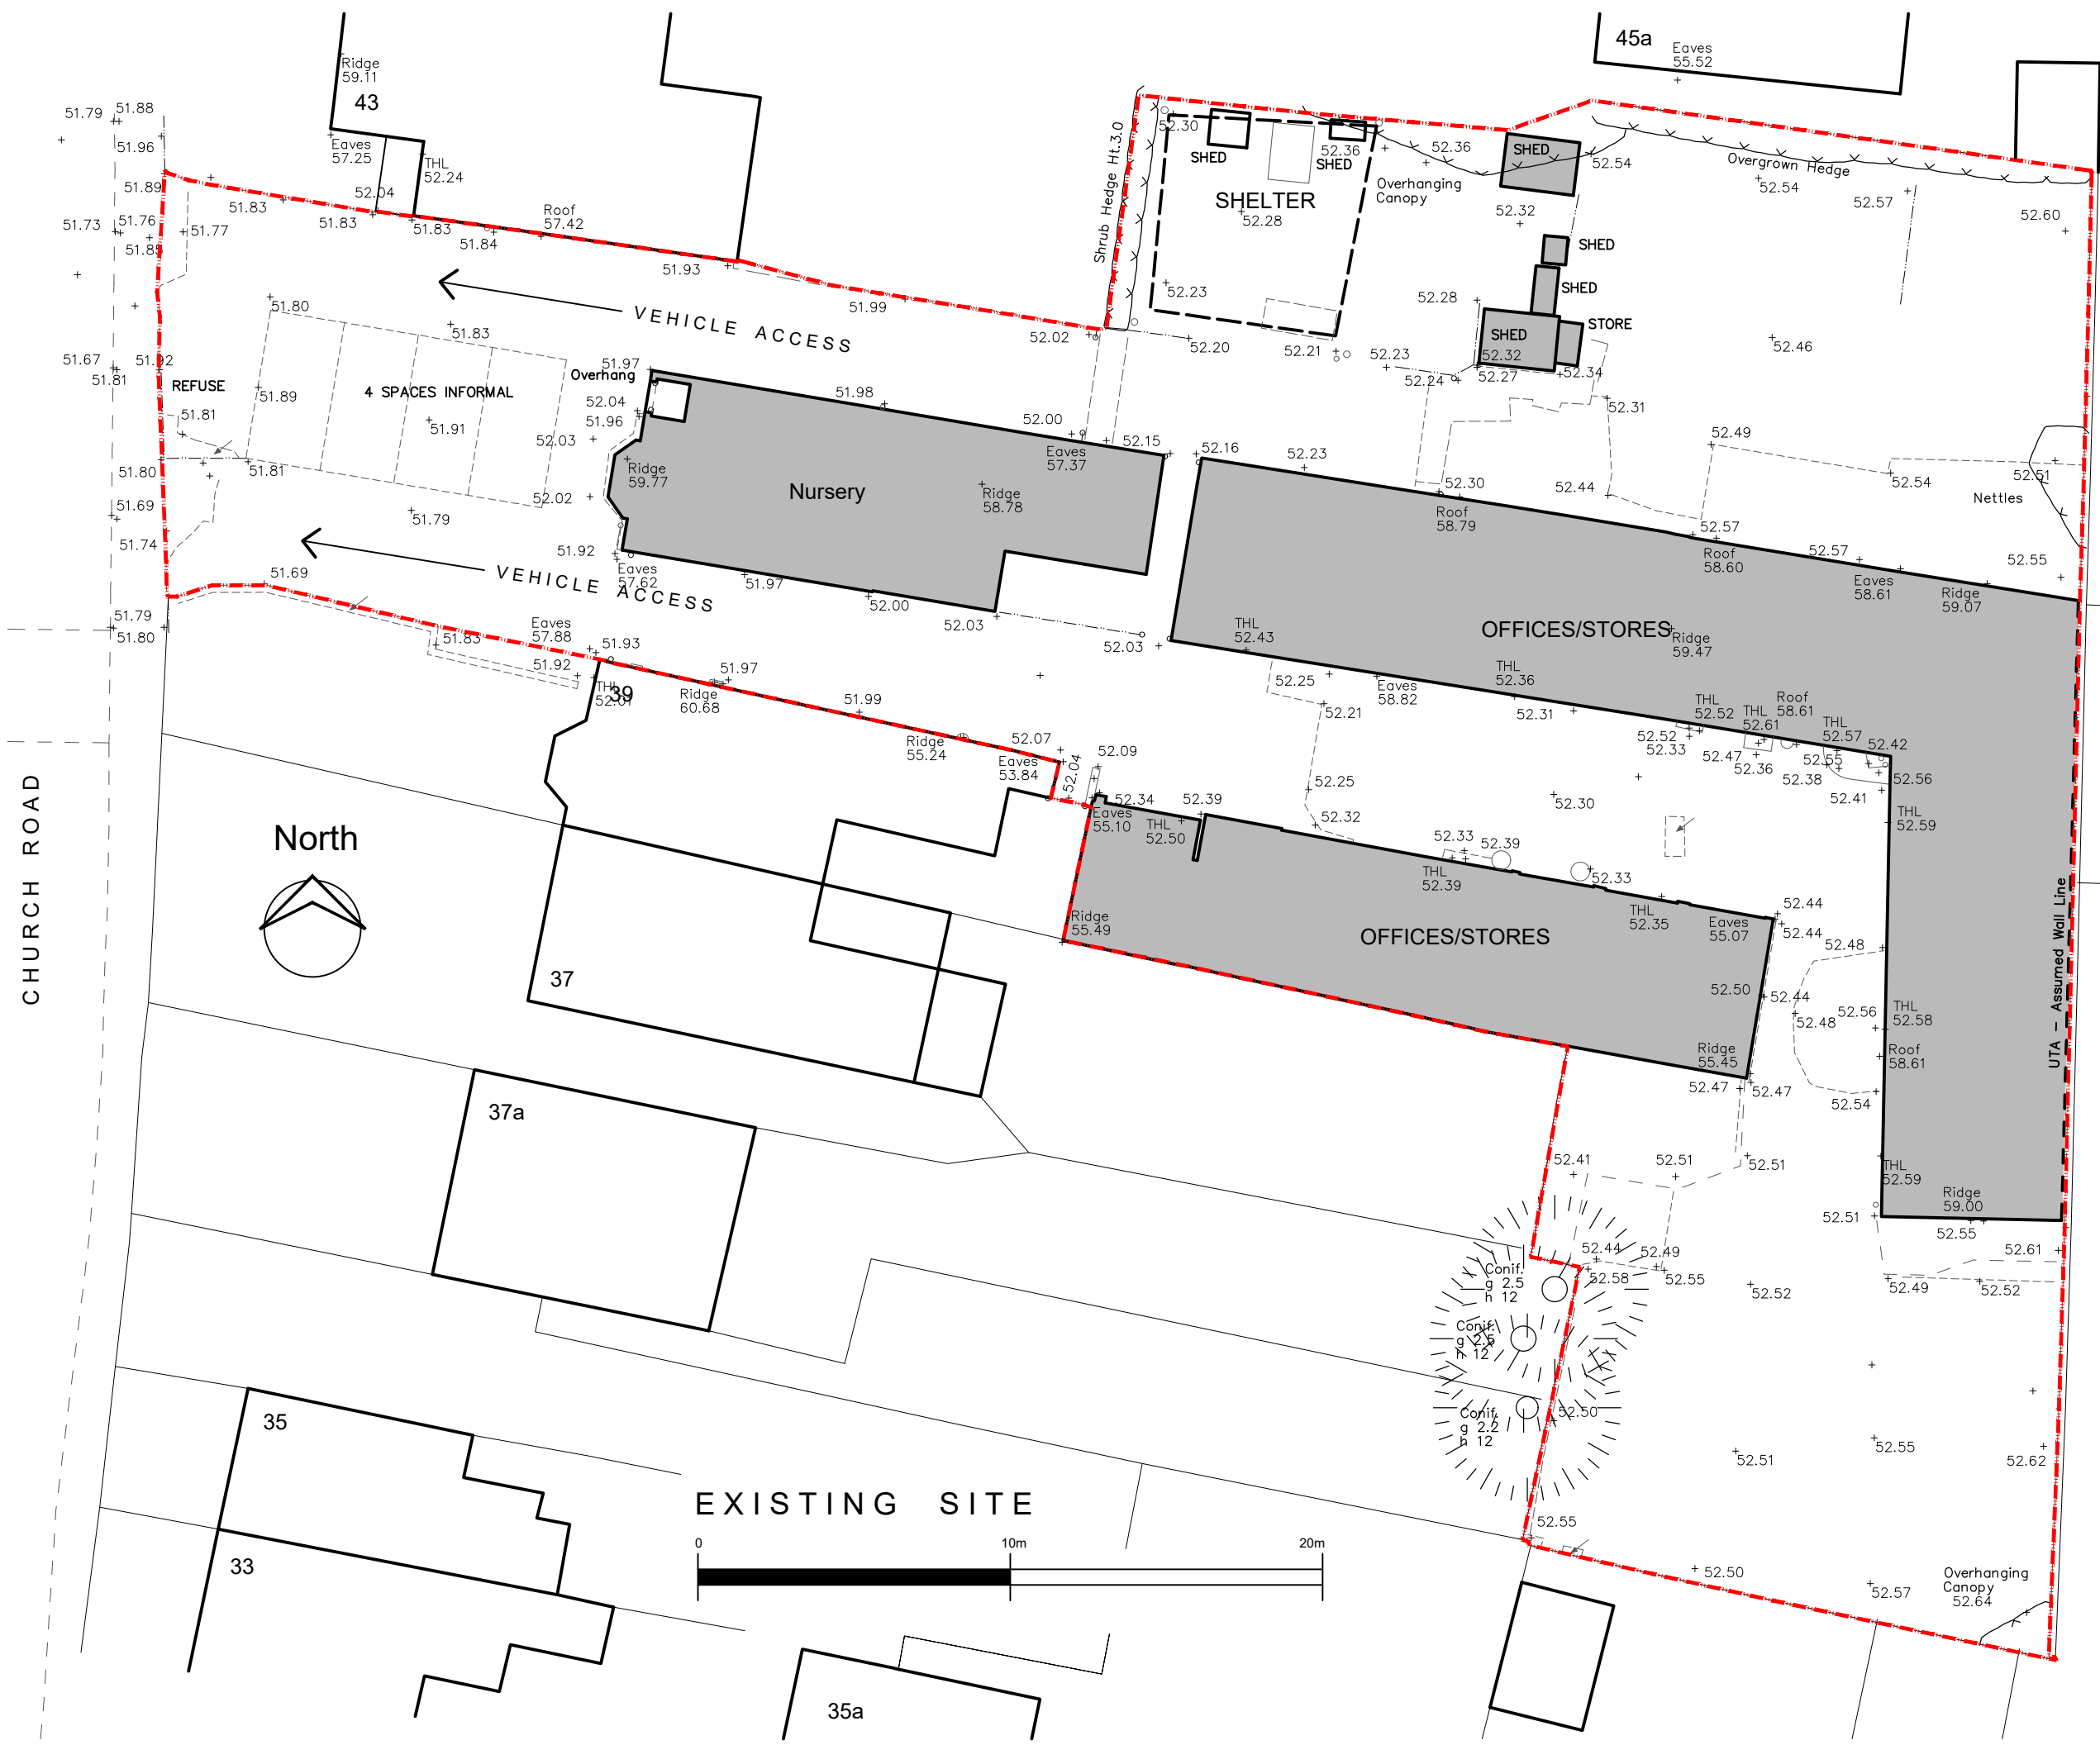 45a
Eaves
55.52
Ridge
59.11
43
51.79
51.88
51.96
Eaves
57.25
THL
52.24
52.04
51.89
51.83
51.83
51.83
51.84
Roof
57.42
51.93
51.99
51.73
51.76
51.85
51.77
Shrub Hedge Ht.3.0
52.30
SHED
52.36
SHED
SHELTER
52.28
52.36
Overhanging
Canopy
SHED
52.54
Overgrown Hedge
52.54
52.57
52.60
52.32
SHED
SHED
SHED
STORE
52.23
52.28
52.46
VEHICLE ACCESS
51.80
51.83
52.02
52.20
52.21
52.23
52.24
52.32
52.27
52.34
52.31
51.67
51.81
51.92
REFUSE
51.81
51.89
4 SPACES INFORMAL
51.91
51.97
Overhang
52.04
51.96
52.03
51.98
52.00
Eaves
57.37
52.15
52.16
52.23
52.30
Roof
58.79
52.44
52.49
52.54
52.51
Nettles
51.80
51.81
51.69
51.74
51.79
52.02
Ridge
59.77
Nursery
Ridge
58.78
52.57
Roof
58.60
52.57
Eaves
58.61
Ridge
59.07
52.55
51.92
Eaves
57.62
51.97
52.00
52.03
52.03
VEHICLE ACCESS
51.69
51.79
51.80
51.83
Eaves
57.88
51.93
51.92
THL
52.01
39
51.97
Ridge
60.68
51.99
Ridge
55.24
52.07
Eaves
53.84
52.04
52.09
THL
52.43
OFFICES/STORES
Ridge
59.47
THL
52.36
52.25
52.21
Eaves
58.82
52.31
THL
52.52
52.52
52.33
THL
52.61
52.47
52.36
Roof
58.61
THL
52.57
52.55
52.38
52.42
52.56
52.41
THL
52.59
52.25
52.32
52.30
Eaves
55.10
52.34
THL
52.50
52.39
52.33
52.39
THL
52.39
52.33
THL
52.35
Eaves
55.07
52.44
52.44
52.48
Ridge
55.49
OFFICES/STORES
52.50
52.44
52.48
52.56
THL
52.58
Roof
58.61
UTA – Assumed Wall Line
Ridge
55.45
52.47
52.47
52.54
CHURCH ROAD
North
37
37a
52.41
52.51
52.51
THL
52.59
52.51
Ridge
59.00
52.55
52.61
52.49
52.52
52.44
52.58
52.49
52.55
52.52
Conif.
g 2.5
h 12
Conif.
g 2.5
h 12
Conif.
g 2.2
h 12
52.50
52.51
52.55
52.62
52.55
52.50
52.57
Overhanging
Canopy
52.64
35
33
35a
EXISTING SITE
0
10m
20m